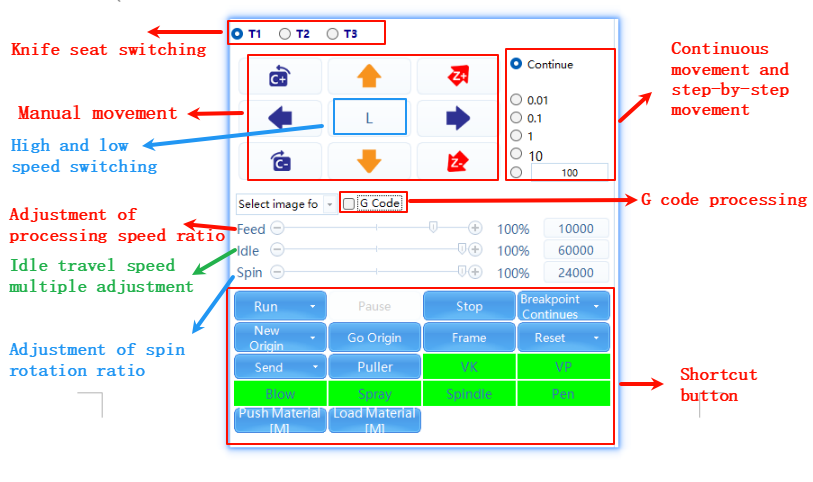 T1 T2 T3
Knife seat switching
Continuous
movement and
step-by-step
movement
C+ Z+
Continue
0.01
0.1
1
10
100
Manual movement
L
High and low
speed switching
C- Z-
Select image fo G Code
G code processing
Adjustment of
processing speed ratio
Feed 100% 10000
Idle 100% 60000
Spin 100% 24000
Idle travel speed
multiple adjustment
Adjustment of spin
rotation ratio
Run Pause Stop Breakpoint
Continues
New
Origin Go Origin Frame Reset
Send Puller VK VP
Blow Spray Spindle Pen
Push Material
[M] Load Material
[M]
Shortcut
button